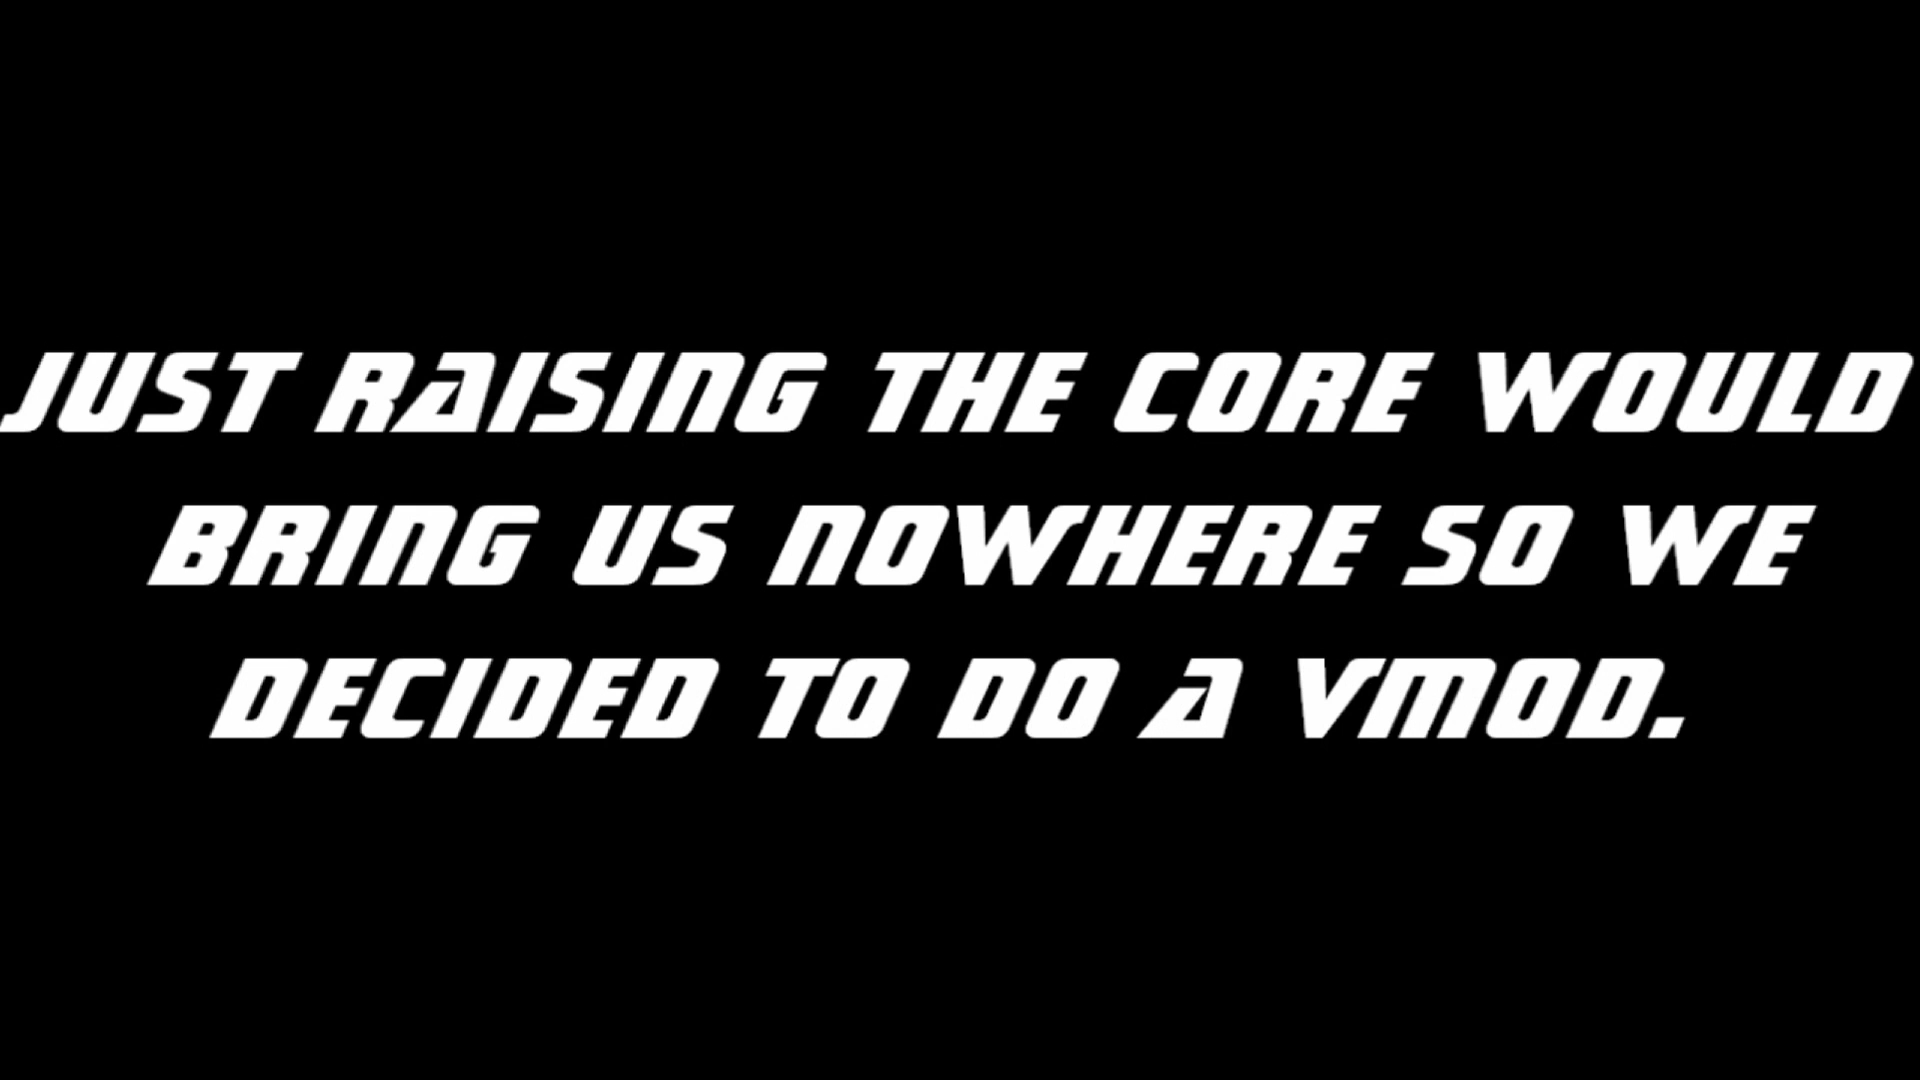 JUST RAISING THE CORE WOULD
BRING US NOWHERE SO WE
DECIDED TO DO A VMOD.